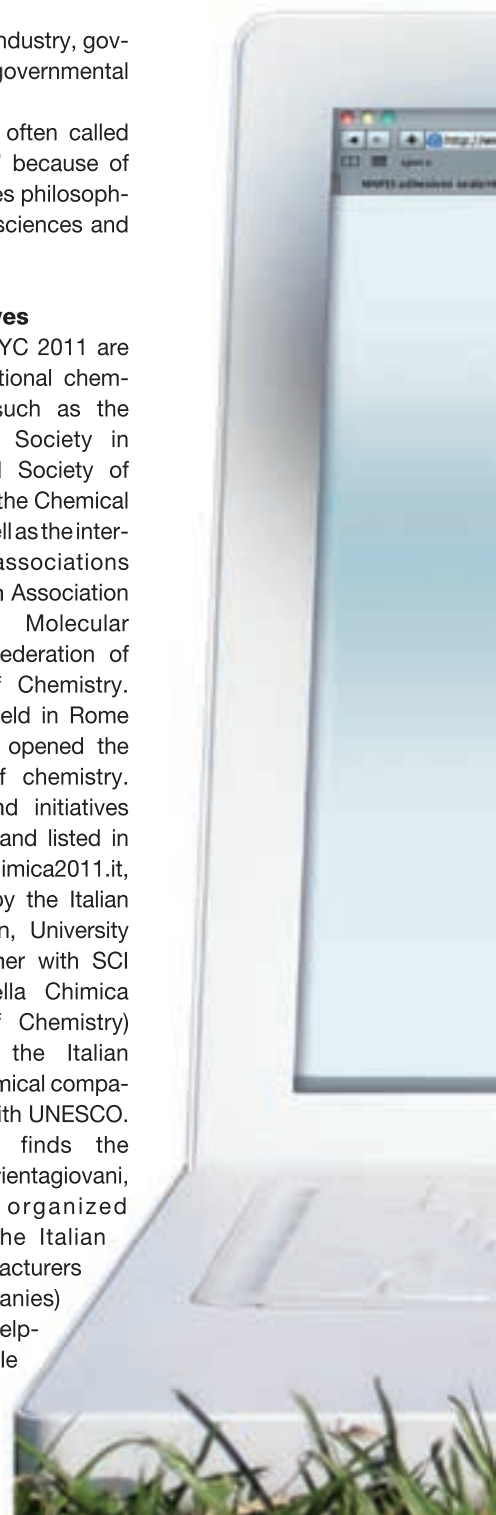 ndustry, gov-
governmental
often called
" because of
es philosoph-
sciences and
ves
YC 2011 are
tional chem-
such as the
Society in
l Society of
the Chemical
ell as the inter-
associations
n Association
Molecular
ederation of
f Chemistry.
eld in Rome
opened the
f chemistry.
nd initiatives
and listed in
imica2011.it,
by the Italian
n, University
her with SCI
ella Chimica
f Chemistry)
the Italian
mical compa-
ith UNESCO.
finds the
rientagiovani,
organized
he Italian
acturers
anies)
elp-
le